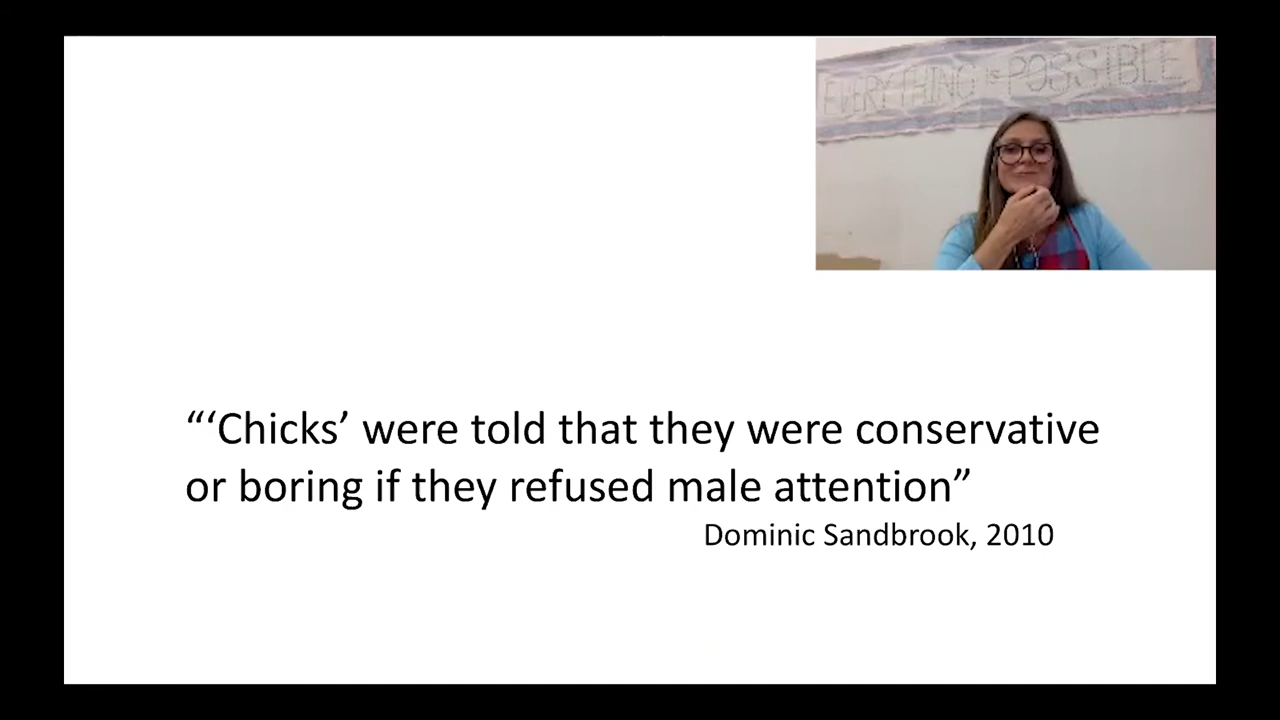 EVERYTHING is POSSIBLE
“‘Chicks’ were told that they were conservative
or boring if they refused male attention”
Dominic Sandbrook, 2010